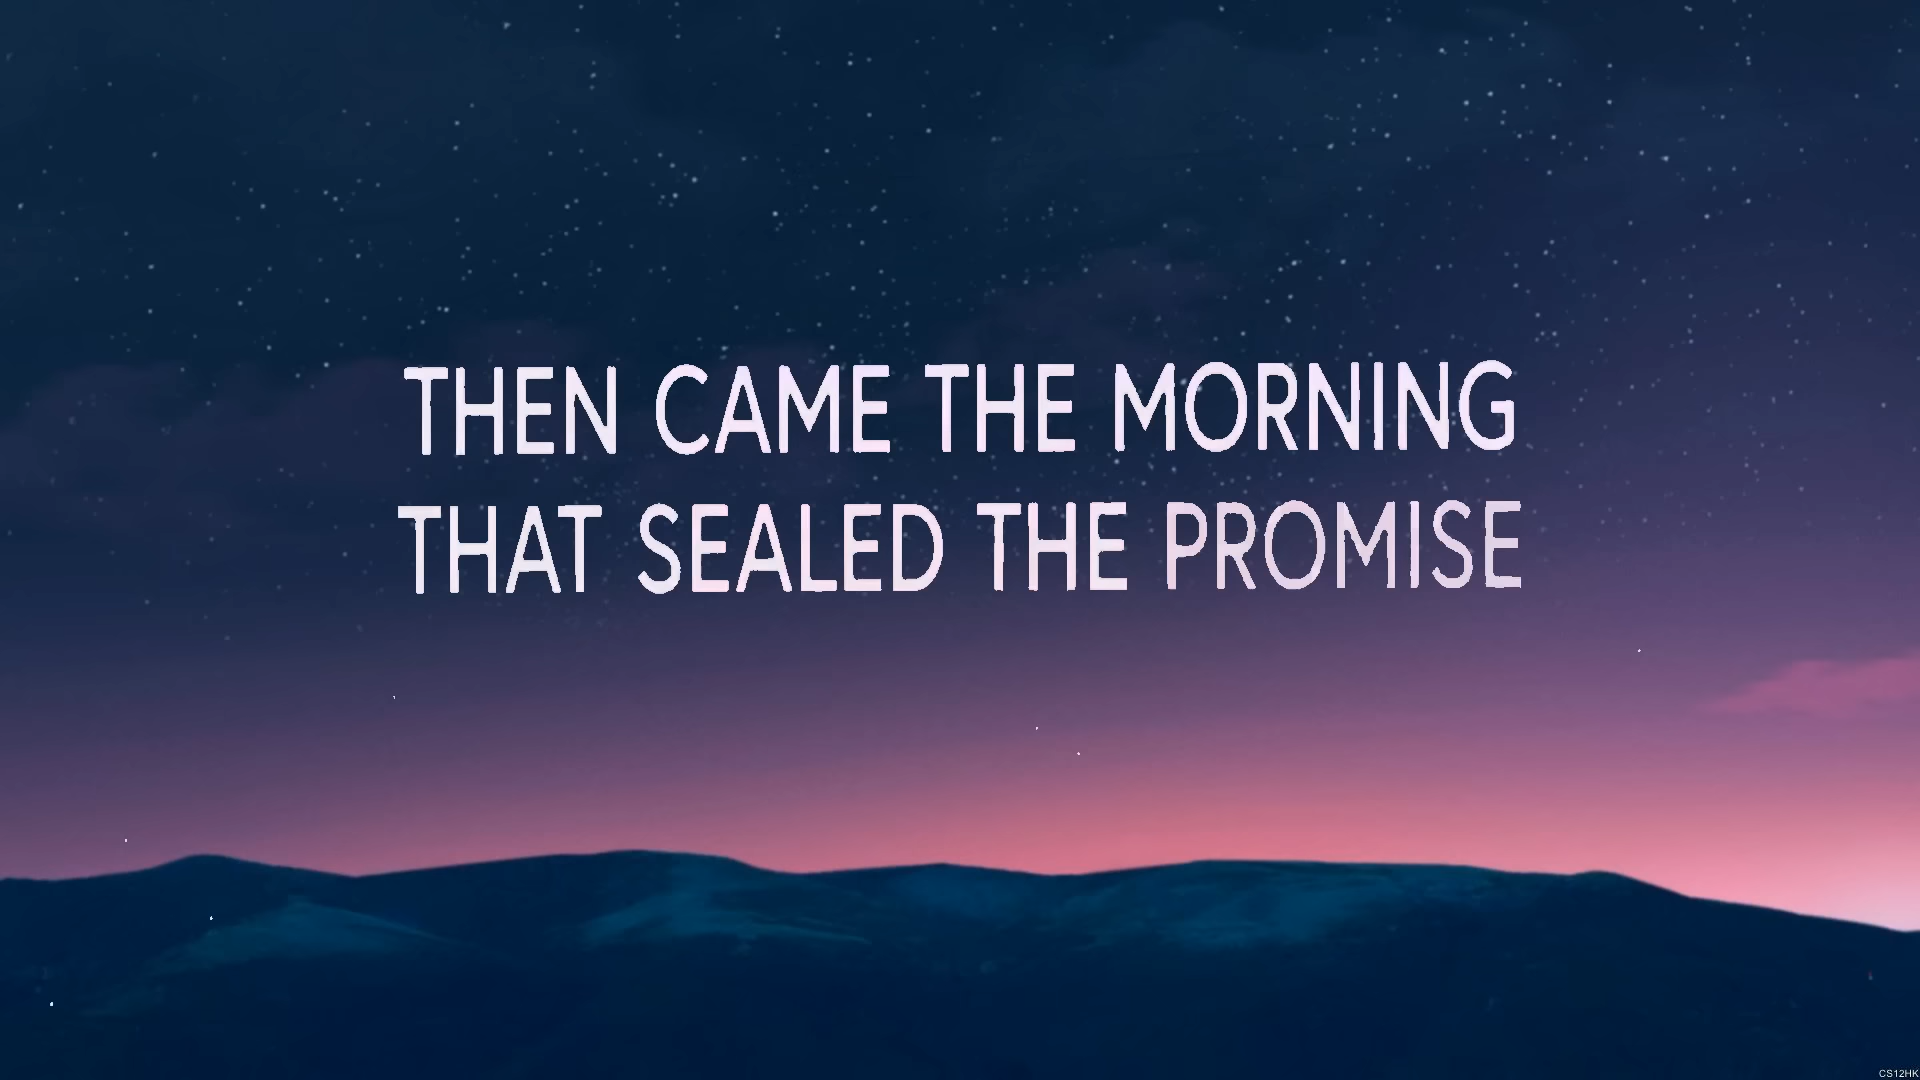 THEN CAME THE MORNING
THAT SEALED THE PROMISE
CS12HK